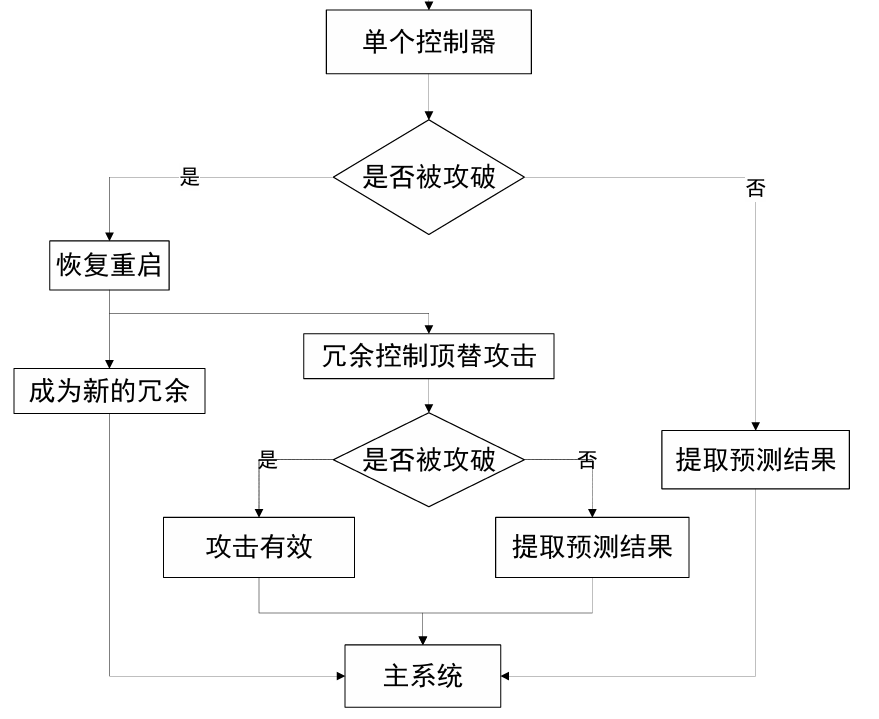 单个控制器
是否被攻破
是
否
恢复重启
冗余控制顶替攻击
成为新的冗余
是否被攻破
是
否
提取预测结果
攻击有效
提取预测结果
主系统